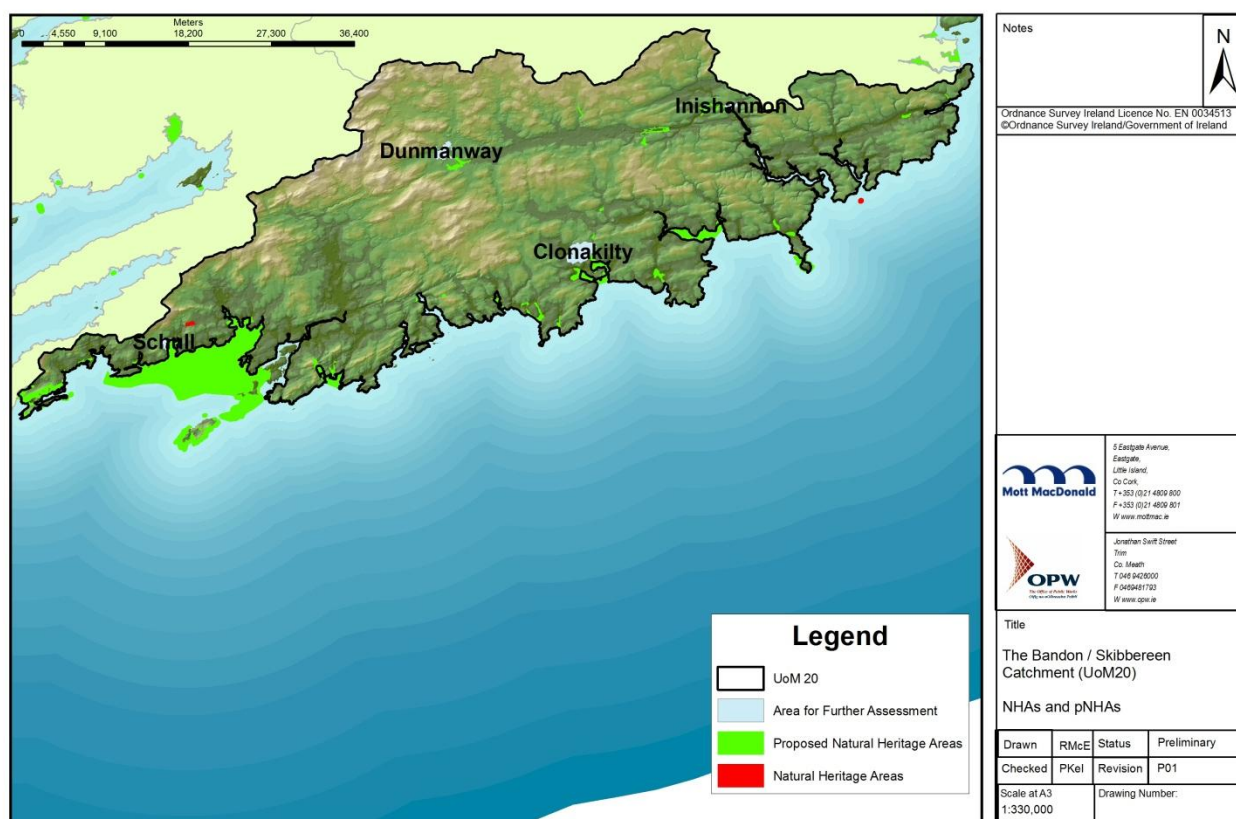 Meters
0 4,550 9,100 18,200 27,300 36,400
Inishannon
Dunmanway
Clonakilty
Schull
Legend
UoM 20
Area for Further Assessment
Proposed Natural Heritage Areas
Natural Heritage Areas
Notes
N
Ordnance Survey Ireland Licence No. EN 0034513
©Ordnance Survey Ireland/Government of Ireland
Mott MacDonald
5 Eastgate Avenue,
Eastgate,
Little Island,
Co Cork,
T +353 (0)21 4809 800
F +353 (0)21 4809 801
W www.mottmac.ie
OPW
The Office of Public Works
Jonathan Swift Street
Trim
Co. Meath
T 046 9426000
F 0469481793
W www.opw.ie
Title
The Bandon / Skibbereen
Catchment (UoM20)
NHAs and pNHAs
Drawn RMcE Status Preliminary
Checked PKel Revision P01
Scale at A3
1:330,000
Drawing Number: